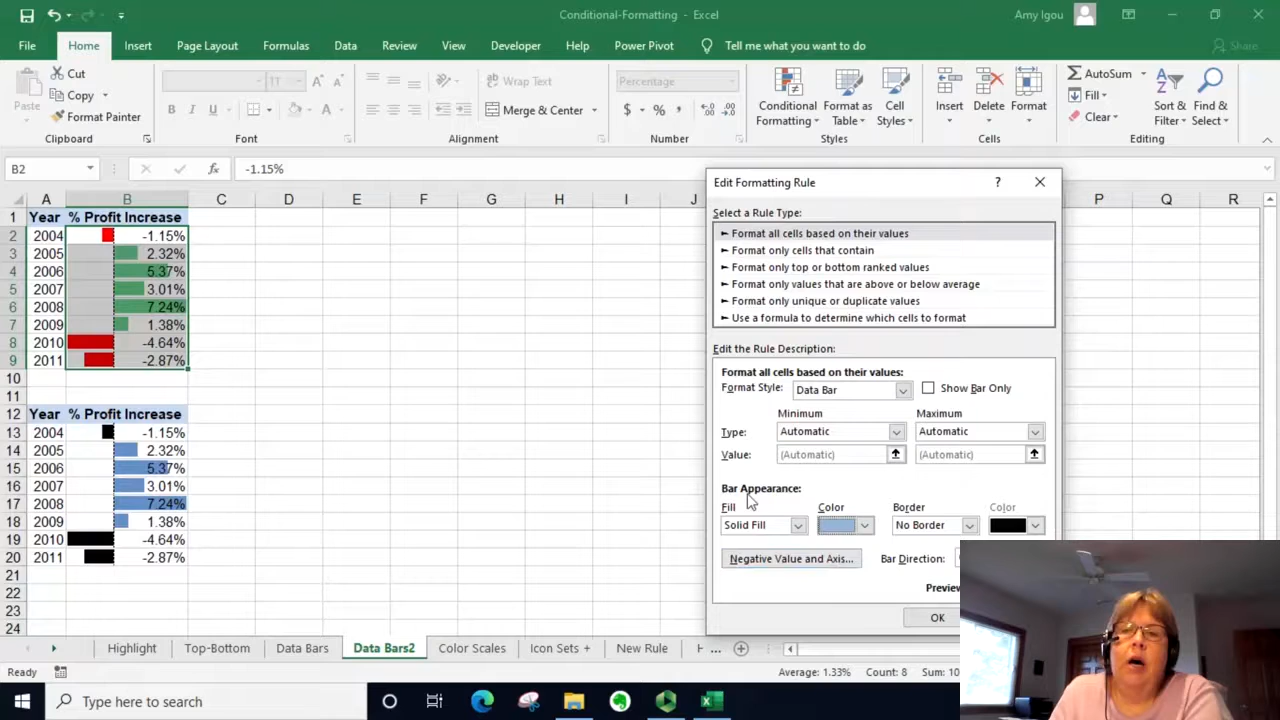 Conditional-Formatting - Excel
Amy Igou
File Home Insert Page Layout Formulas Data Review View Developer Help Power Pivot Tell me what you want to do Share
Cut
Copy
Format Painter
Paste
Clipboard
11
B I U
Font
Wrap Text
Merge & Center
Alignment
Percentage
$ % ,
Number
Conditional Formatting
Format as Table
Cell Styles
Styles
Insert
Delete
Format
Cells
AutoSum
Fill
Clear
Sort & Filter
Find & Select
Editing
B2 fx -1.15%
A B C D E F G H I J P Q R
1 Year % Profit Increase
2 2004 -1.15%
3 2005 2.32%
4 2006 5.37%
5 2007 3.01%
6 2008 7.24%
7 2009 1.38%
8 2010 -4.64%
9 2011 -2.87%
10
11
12 Year % Profit Increase
13 2004 -1.15%
14 2005 2.32%
15 2006 5.37%
16 2007 3.01%
17 2008 7.24%
18 2009 1.38%
19 2010 -4.64%
20 2011 -2.87%
21
22
23
24
Edit Formatting Rule ?
Select a Rule Type:
► Format all cells based on their values
► Format only cells that contain
► Format only top or bottom ranked values
► Format only values that are above or below average
► Format only unique or duplicate values
► Use a formula to determine which cells to format
Edit the Rule Description:
Format all cells based on their values:
Format Style: Data Bar Show Bar Only
Minimum Maximum
Type: Automatic Automatic
Value: (Automatic) (Automatic)
Bar Appearance:
Fill Color Border Color
Solid Fill No Border
Negative Value and Axis... Bar Direction:
Preview
OK
Highlight Top-Bottom Data Bars Data Bars2 Color Scales Icon Sets + New Rule ...
Ready Average: 1.33% Count: 8 Sum: 10
Type here to search